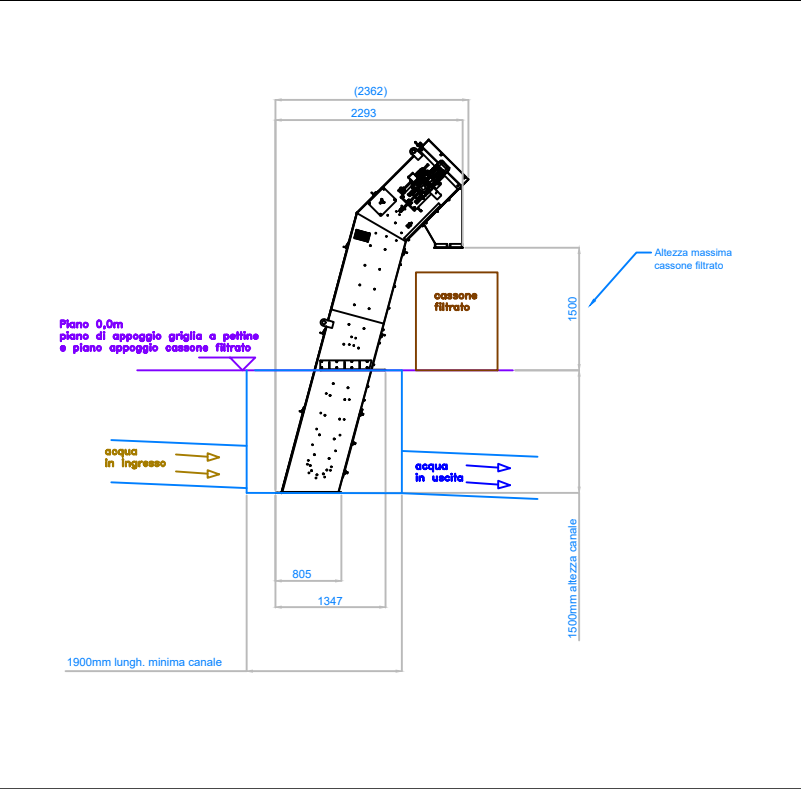 (2362)
2293
Altezza massima
cassone filtrato
cassone
filtrato
1500
Piano 0,0m
piano di appoggio griglia a pettine
e piano appoggio cassone filtrato
acqua
in ingresso
acqua
in uscita
805
1347
1500mm altezza canale
1900mm lungh. minima canale